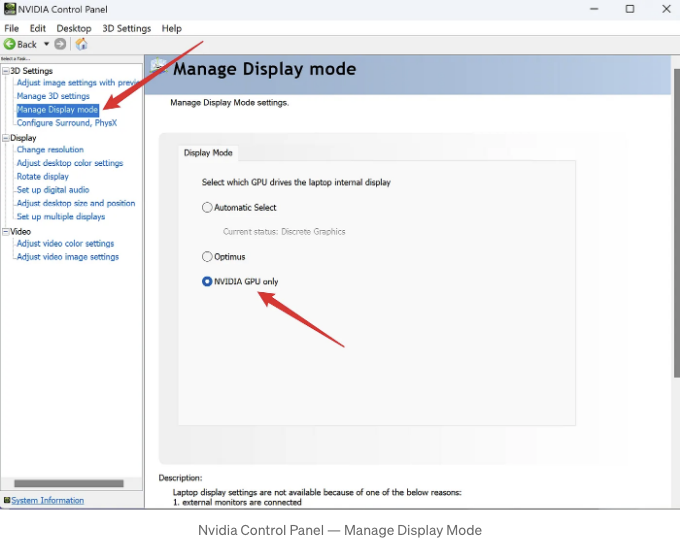 NVIDIA Control Panel
File Edit Desktop 3D Settings Help
Back
Select a Task...
3D Settings
Adjust image settings with previe
Manage 3D settings
Manage Display mode
Configure Surround, PhysX
Display
Change resolution
Adjust desktop color settings
Rotate display
Set up digital audio
Adjust desktop size and position
Set up multiple displays
Video
Adjust video color settings
Adjust video image settings
System Information
Manage Display mode
Manage Display Mode settings.
Display Mode
Select which GPU drives the laptop internal display
Automatic Select
Current status: Discrete Graphics
Optimus
NVIDIA GPU only
Description:
Laptop display settings are not available because of one of the below reasons:
1. external monitors are connected
Nvidia Control Panel — Manage Display Mode